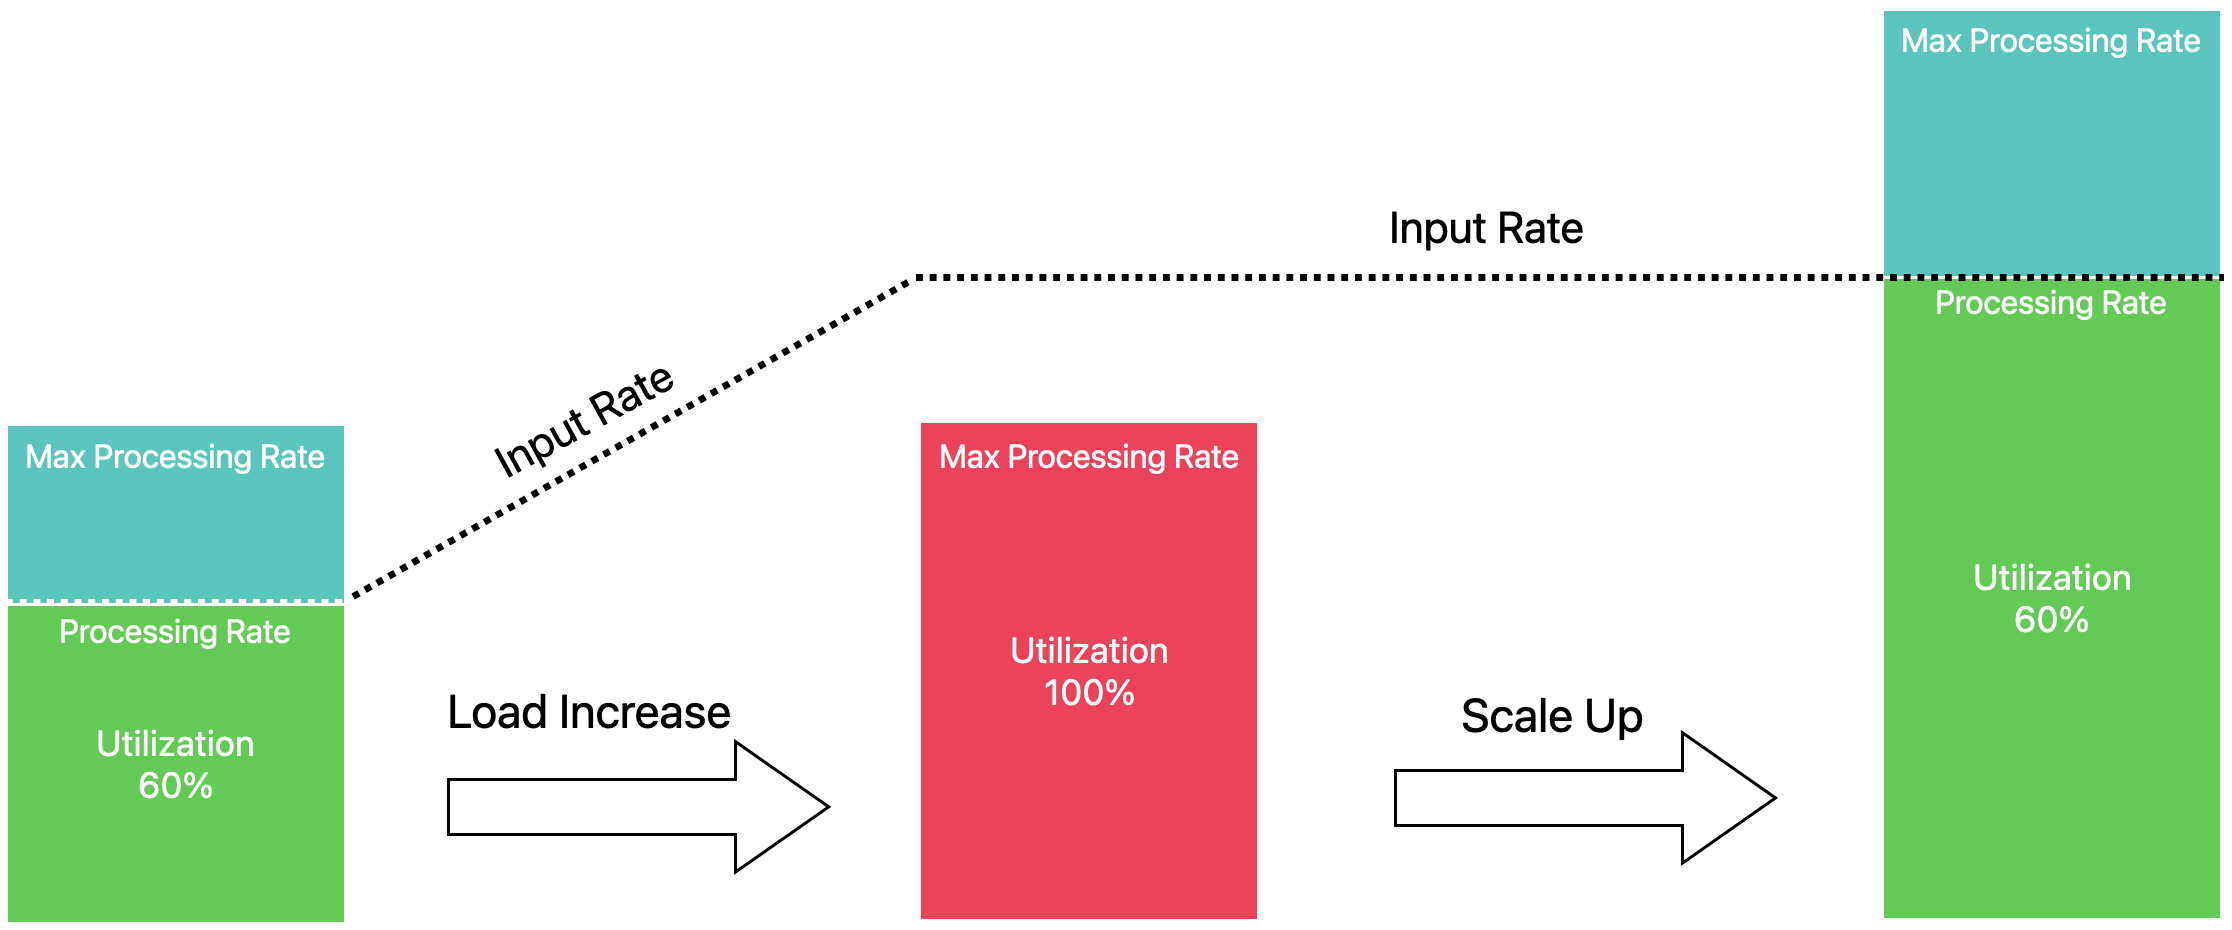 Max Processing Rate
Processing Rate
Utilization
60%
Input Rate
Load Increase
Max Processing Rate
Utilization
100%
Input Rate
Scale Up
Max Processing Rate
Processing Rate
Utilization
60%